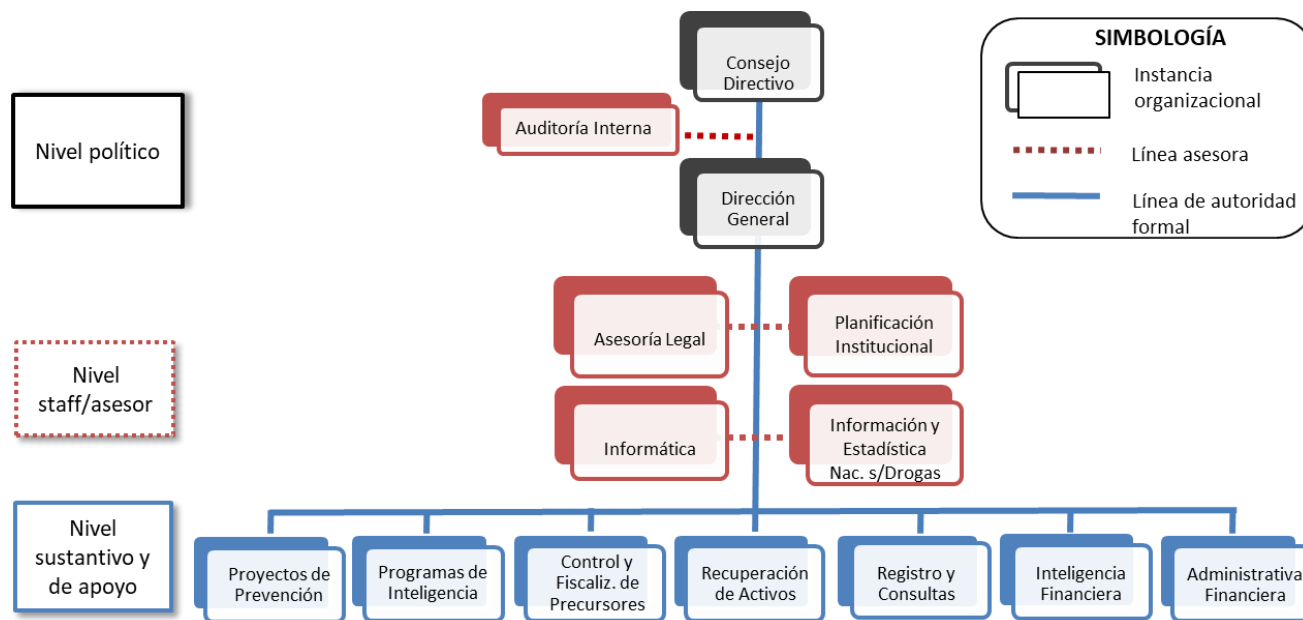 Consejo
Directivo
Auditoría Interna
Nivel político
Dirección
General
SIMBOLOGÍA
Instancia
organizacional
Línea asesora
Línea de autoridad
formal
Nivel
staff/asesor
Asesoría Legal
Planificación
Institucional
Informática
Información y
Estadística
Nac. s/Drogas
Nivel
sustantivo y
de apoyo
Proyectos de
Prevención
Programas de
Inteligencia
Control y
Fiscaliz. de
Precursores
Recuperación
de Activos
Registro y
Consultas
Inteligencia
Financiera
Administrativa
Financiera